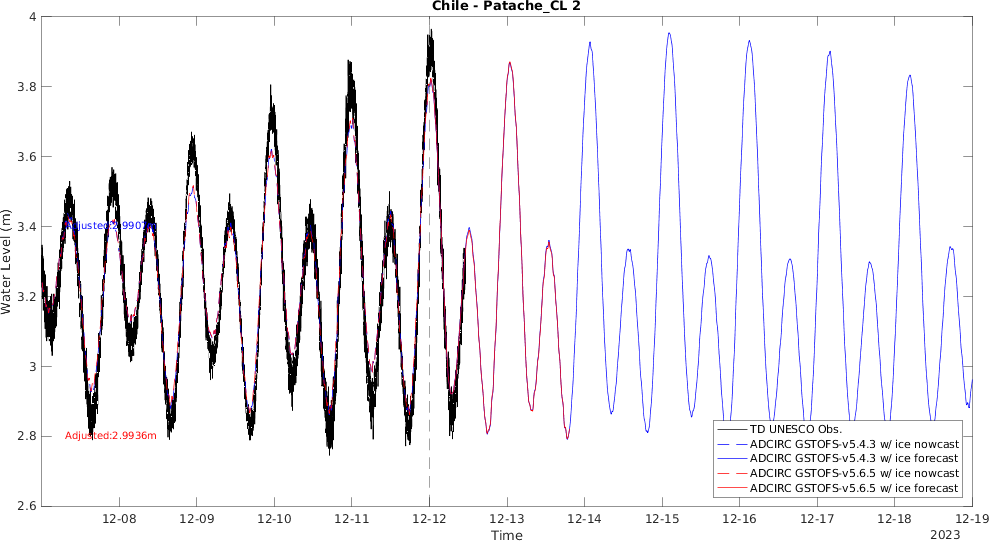 Chile - Patache_CL 2
Water Level (m)
4
3.8
3.6
3.4
3.2
3
2.8
2.6
Adjusted:2.9936m
12-08
12-09
12-10
12-11
12-12
12-13
12-14
12-15
12-16
12-17
12-18
12-19
Time
2023
TD UNESCO Obs.
ADCIRC GSTOFS-v5.4.3 w/ ice nowcast
ADCIRC GSTOFS-v5.4.3 w/ ice forecast
ADCIRC GSTOFS-v5.6.5 w/ ice nowcast
ADCIRC GSTOFS-v5.6.5 w/ ice forecast